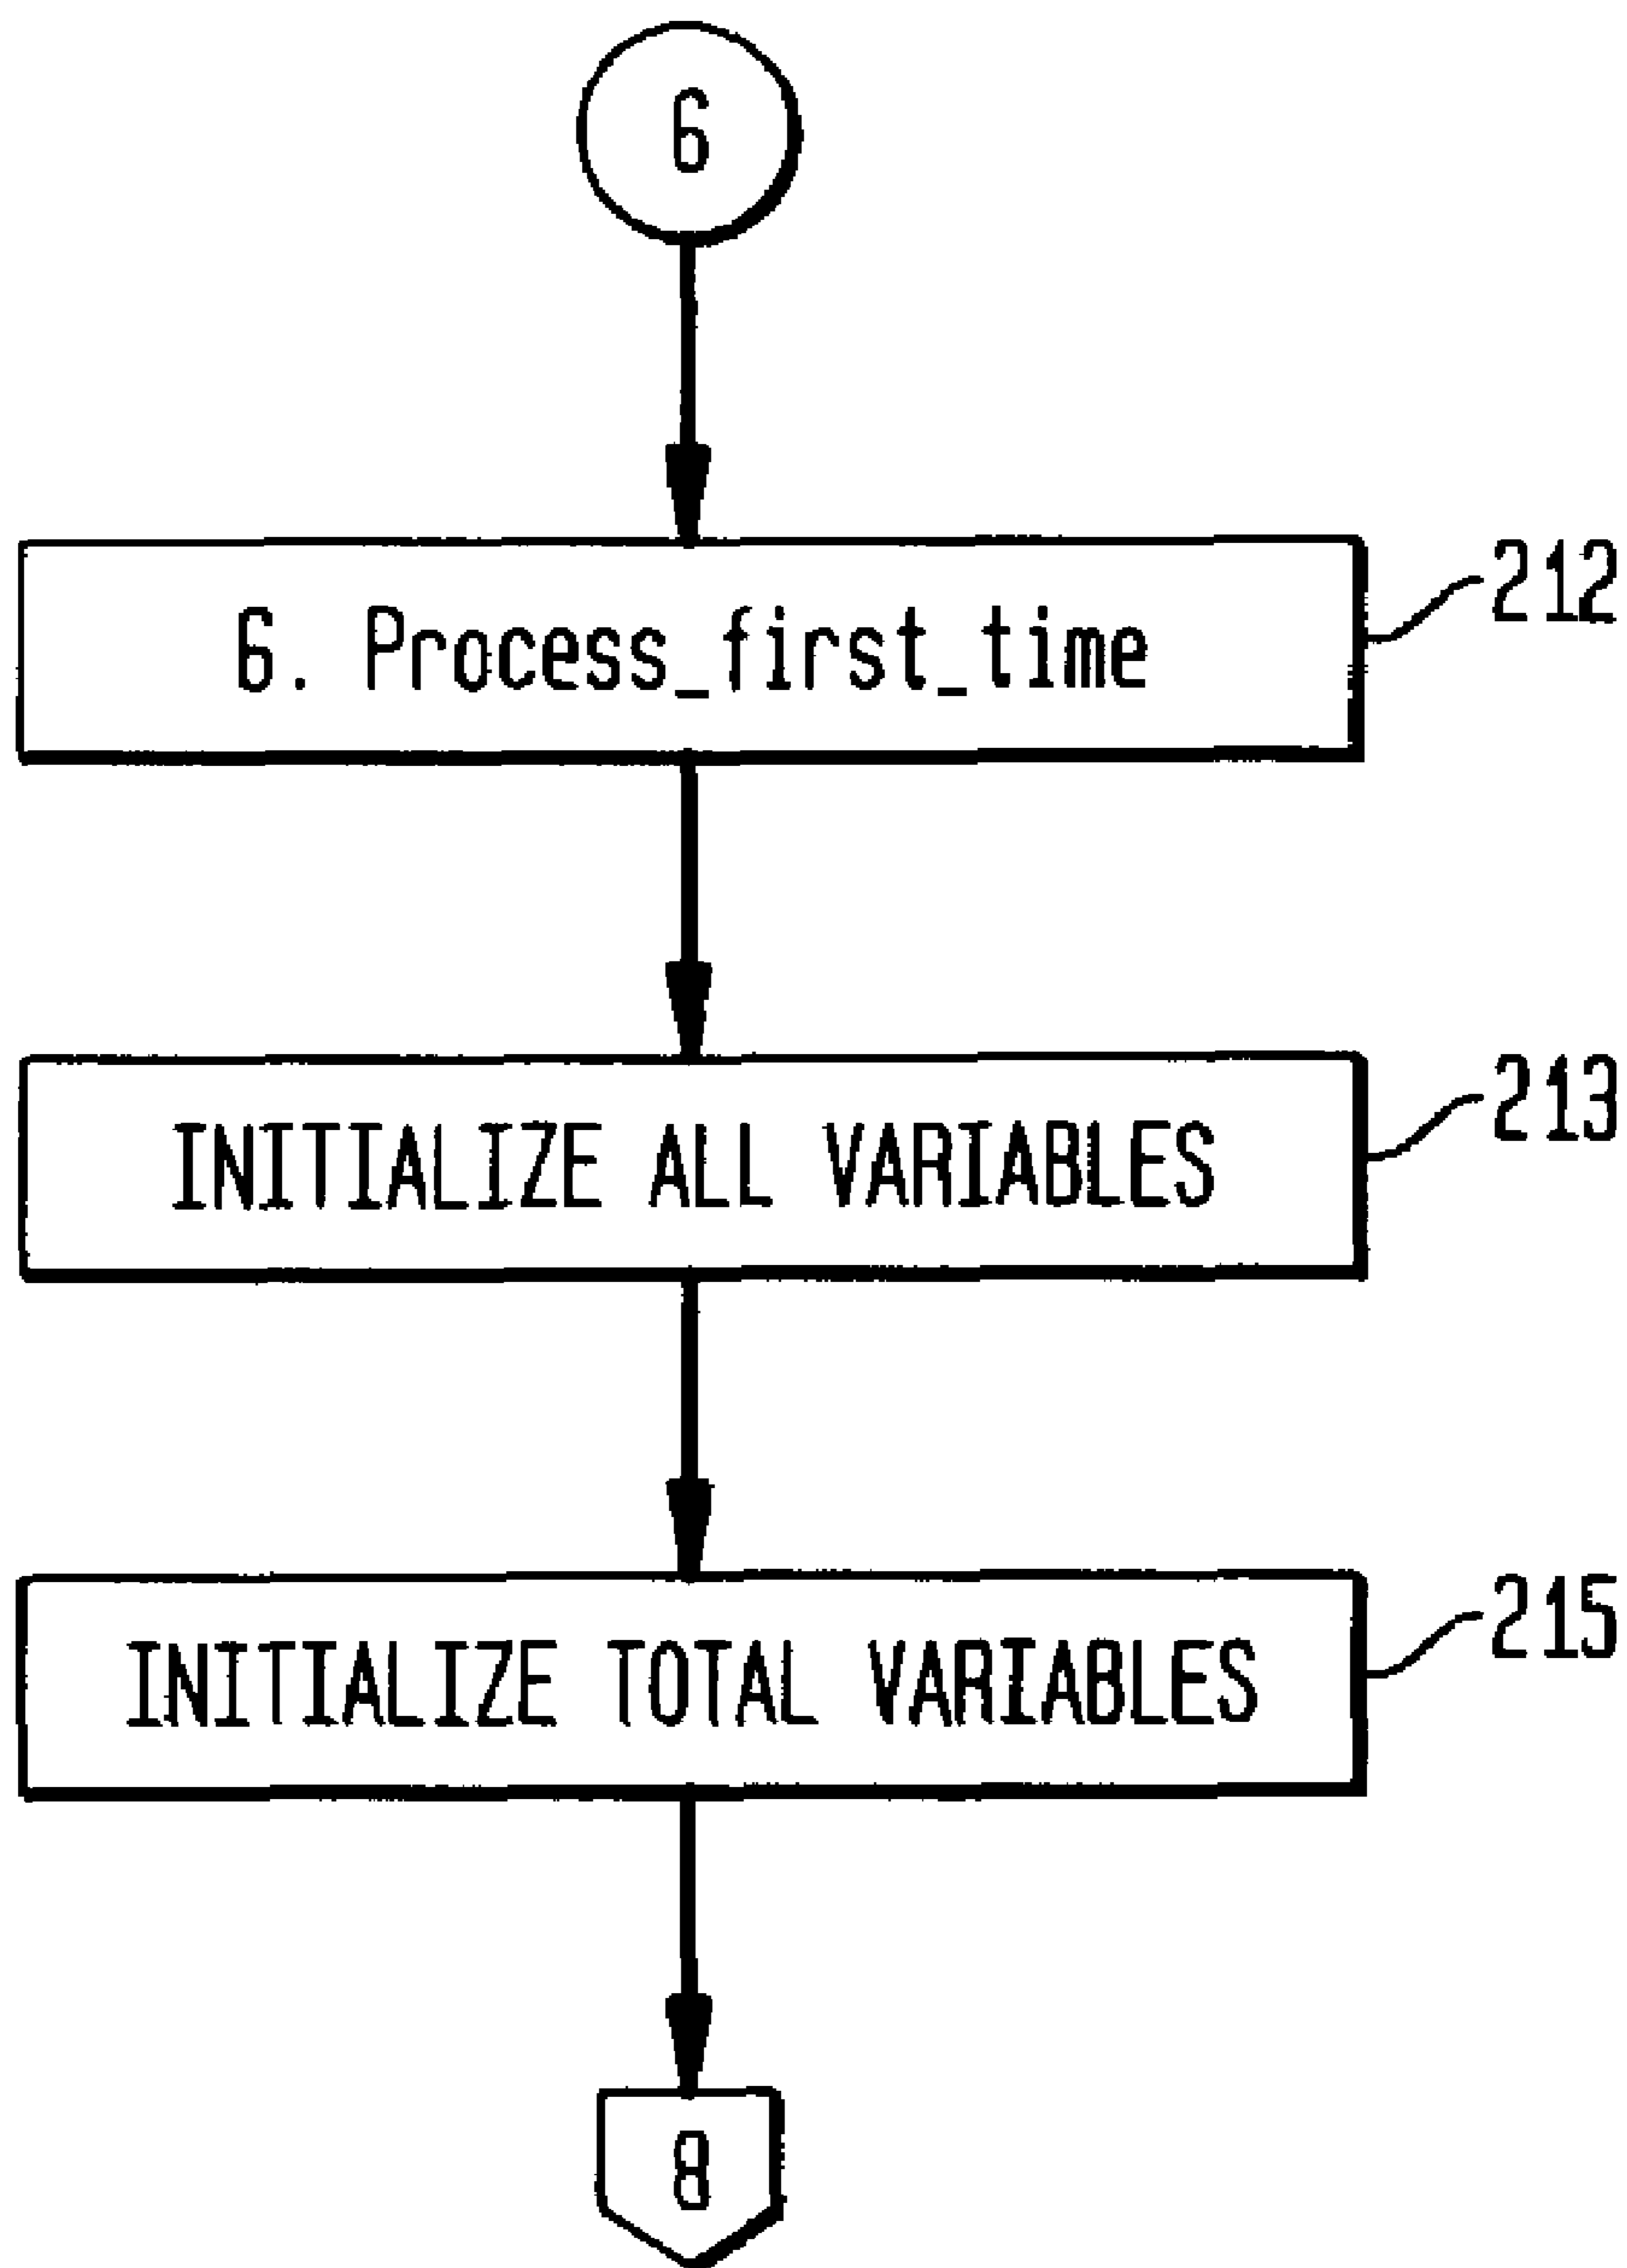 6
6. Process_first_time
212
INITIALIZE ALL VARIABLES
213
INITIALIZE TOTAL VARIABLES
215
8